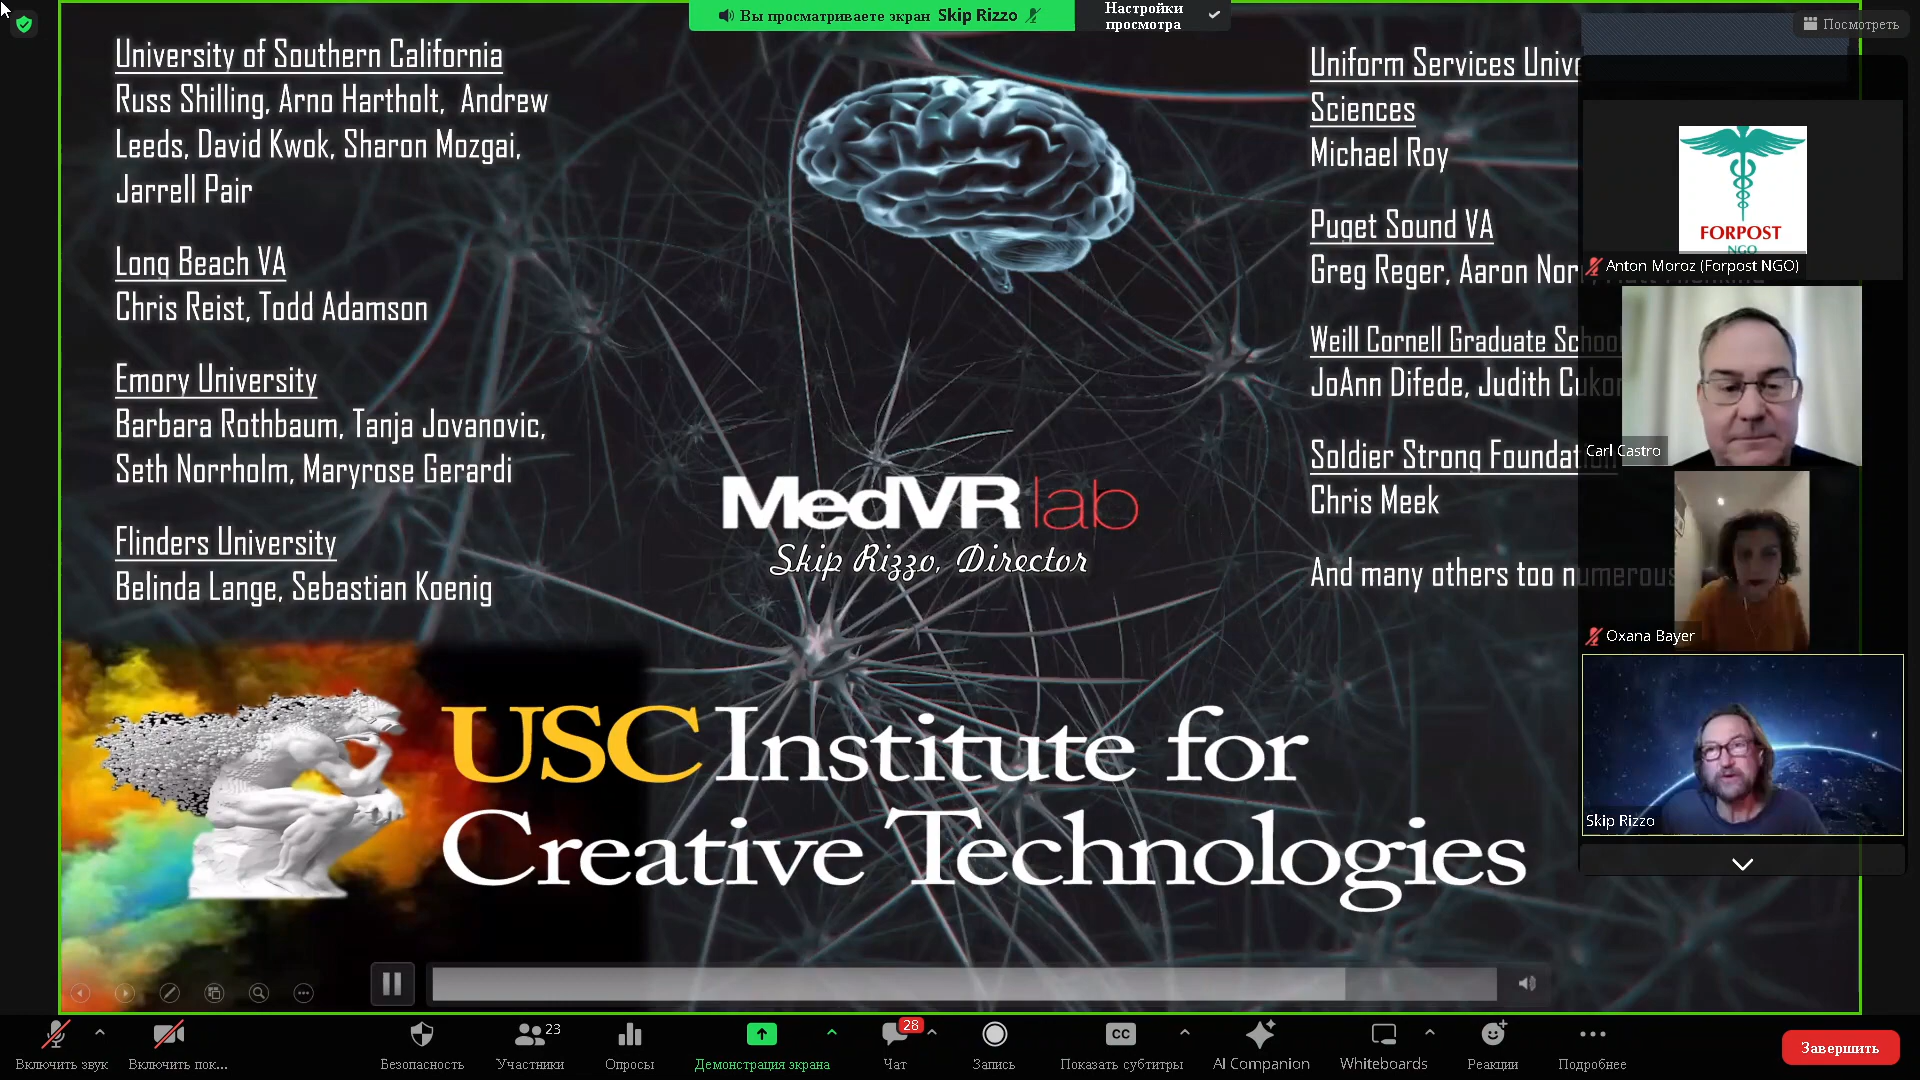 Вы просматриваете экран Skip Rizzo
Настройки просмотра
Посмотреть
University of Southern California
Russ Shilling, Arno Hartholt, Andrew
Leeds, David Kwok, Sharon Mozgai,
Jarrell Pair
Long Beach VA
Chris Reist, Todd Adamson
Emory University
Barbara Rothbaum, Tanja Jovanovic,
Seth Norrholm, Maryrose Gerardi
Flinders University
Belinda Lange, Sebastian Koenig
MedVR lab
Skip Rizzo, Director
Uniform Services
Sciences
Michael Roy
Puget Sound VA
Greg Reger, Aaron
Weill Cornell Graduate School
JoAnn Difede, Judith
Soldier Strong
Chris Meek
And many others too numerous
USC Institute for
Creative Technologies
FORPOST
NGO
Anton Moroz (Forpost NGO)
Carl Castro
Oxana Bayer
Skip Rizzo
Включить звук
Включить пок...
Безопасность
23
Участники
Опросы
Демонстрация экрана
28
Чат
Запись
CC
Показать субтитры
AI Companion
Whiteboards
Реакции
Подробнее
Завершить